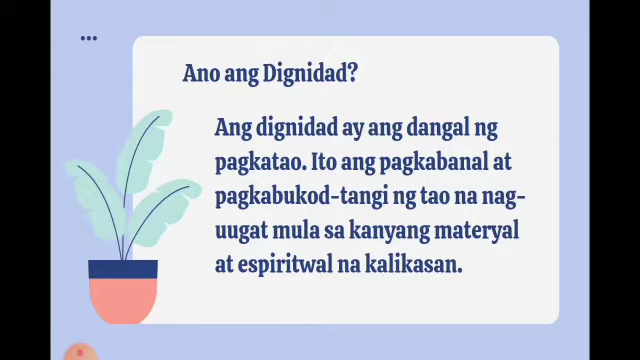 Ano ang Dignidad?
Ang dignidad ay ang dangal ng
pagkatao. Ito ang pagkabanal at
pagkabukod-tangi ng tao na nag-
uugat mula sa kanyang materyal
at espiritwal na kalikasan.